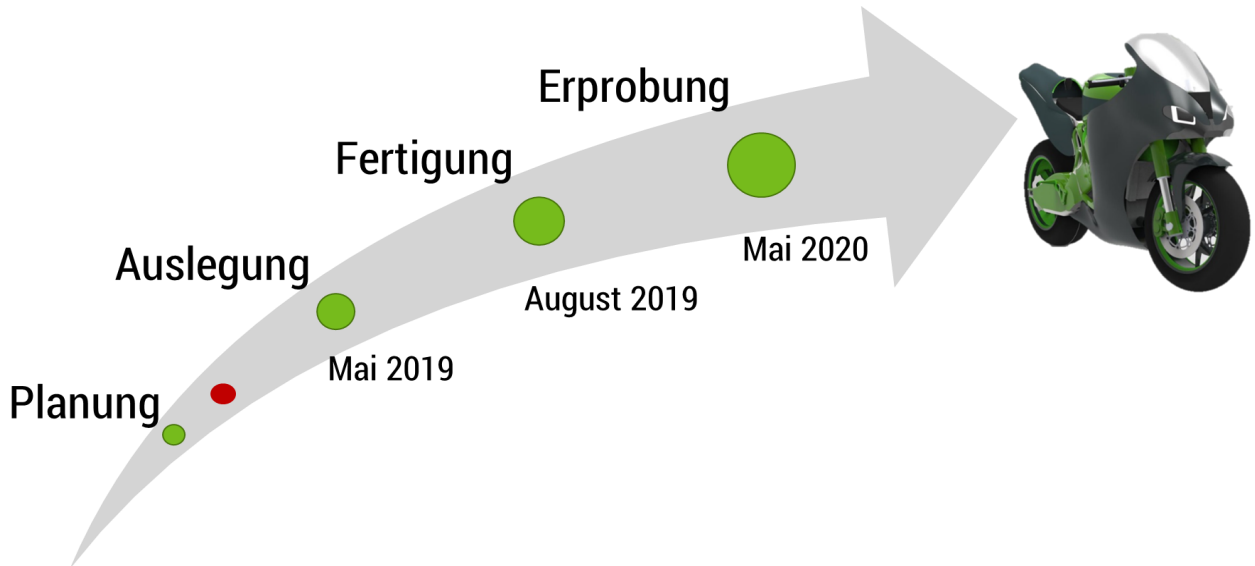 Erprobung
Fertigung
Mai 2020
Auslegung
August 2019
Mai 2019
Planung